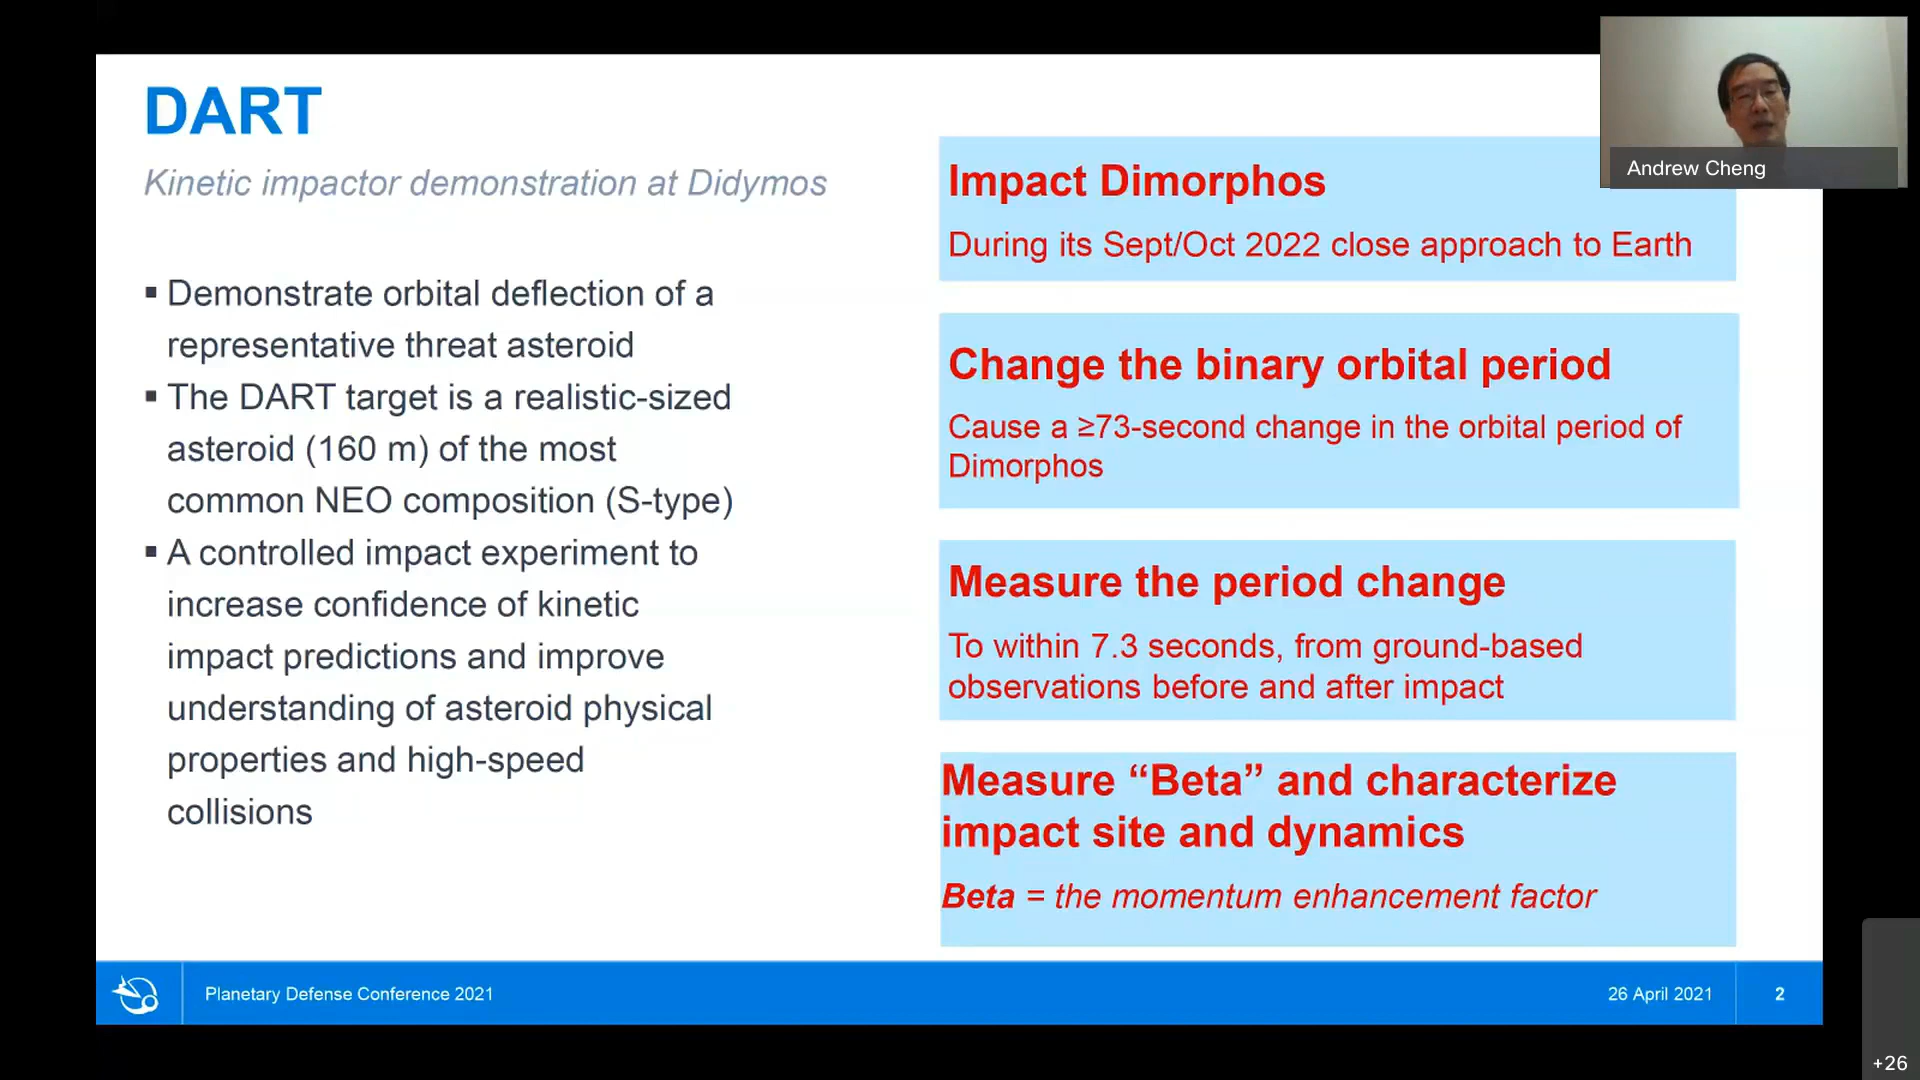 DART
Kinetic impactor demonstration at Didymos
▪ Demonstrate orbital deflection of a
representative threat asteroid
▪ The DART target is a realistic-sized
asteroid (160 m) of the most
common NEO composition (S-type)
▪ A controlled impact experiment to
increase confidence of kinetic
impact predictions and improve
understanding of asteroid physical
properties and high-speed
collisions
Impact Dimorphos
During its Sept/Oct 2022 close approach to Earth
Change the binary orbital period
Cause a ≥73-second change in the orbital period of
Dimorphos
Measure the period change
To within 7.3 seconds, from ground-based
observations before and after impact
Measure “Beta” and characterize
impact site and dynamics
Beta = the momentum enhancement factor
Andrew Cheng
Planetary Defense Conference 2021
26 April 2021
2
+26